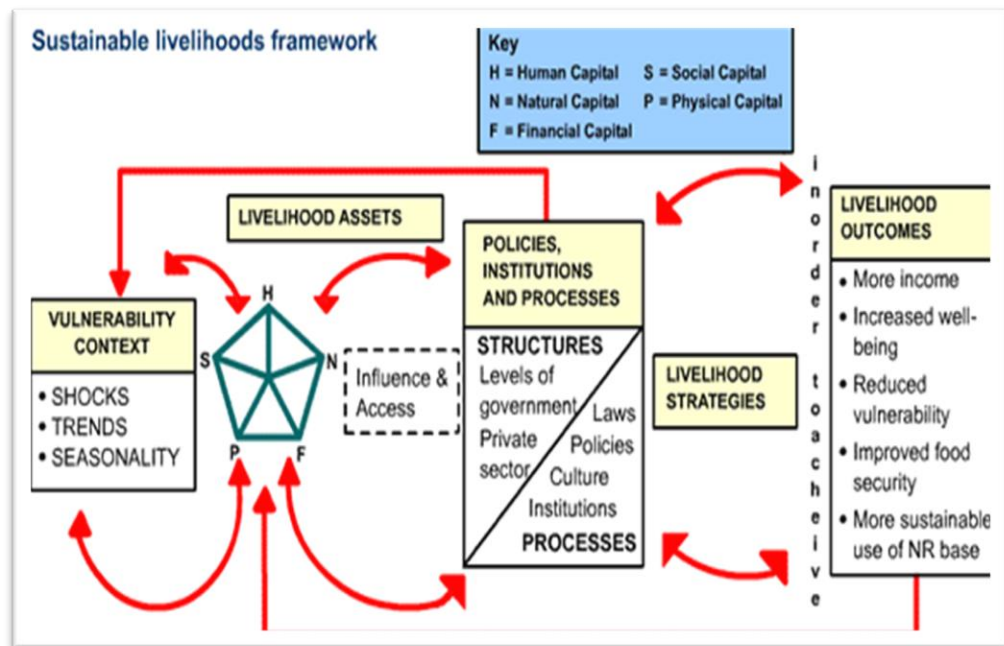 Sustainable livelihoods framework
Key
H = Human Capital S = Social Capital
N = Natural Capital P = Physical Capital
F = Financial Capital
LIVELIHOOD ASSETS
VULNERABILITY
CONTEXT
• SHOCKS
• TRENDS
• SEASONALITY
H
S
N
P
F
Influence &
Access
POLICIES,
INSTITUTIONS
AND PROCESSES
STRUCTURES
Levels of
government
Private
sector
Laws
Policies
Culture
Institutions
PROCESSES
LIVELIHOOD
STRATEGIES
inorder toacheive
LIVELIHOOD
OUTCOMES
• More income
• Increased well-
being
• Reduced
vulnerability
• Improved food
security
• More sustainable
use of NR base